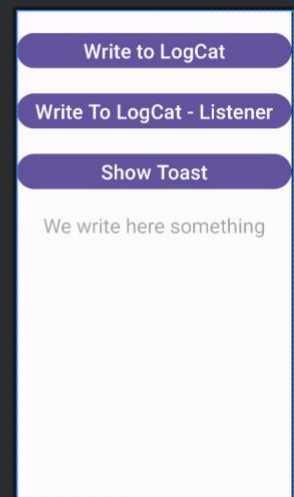 Write to LogCat
Write To LogCat - Listener
Show Toast
We write here something